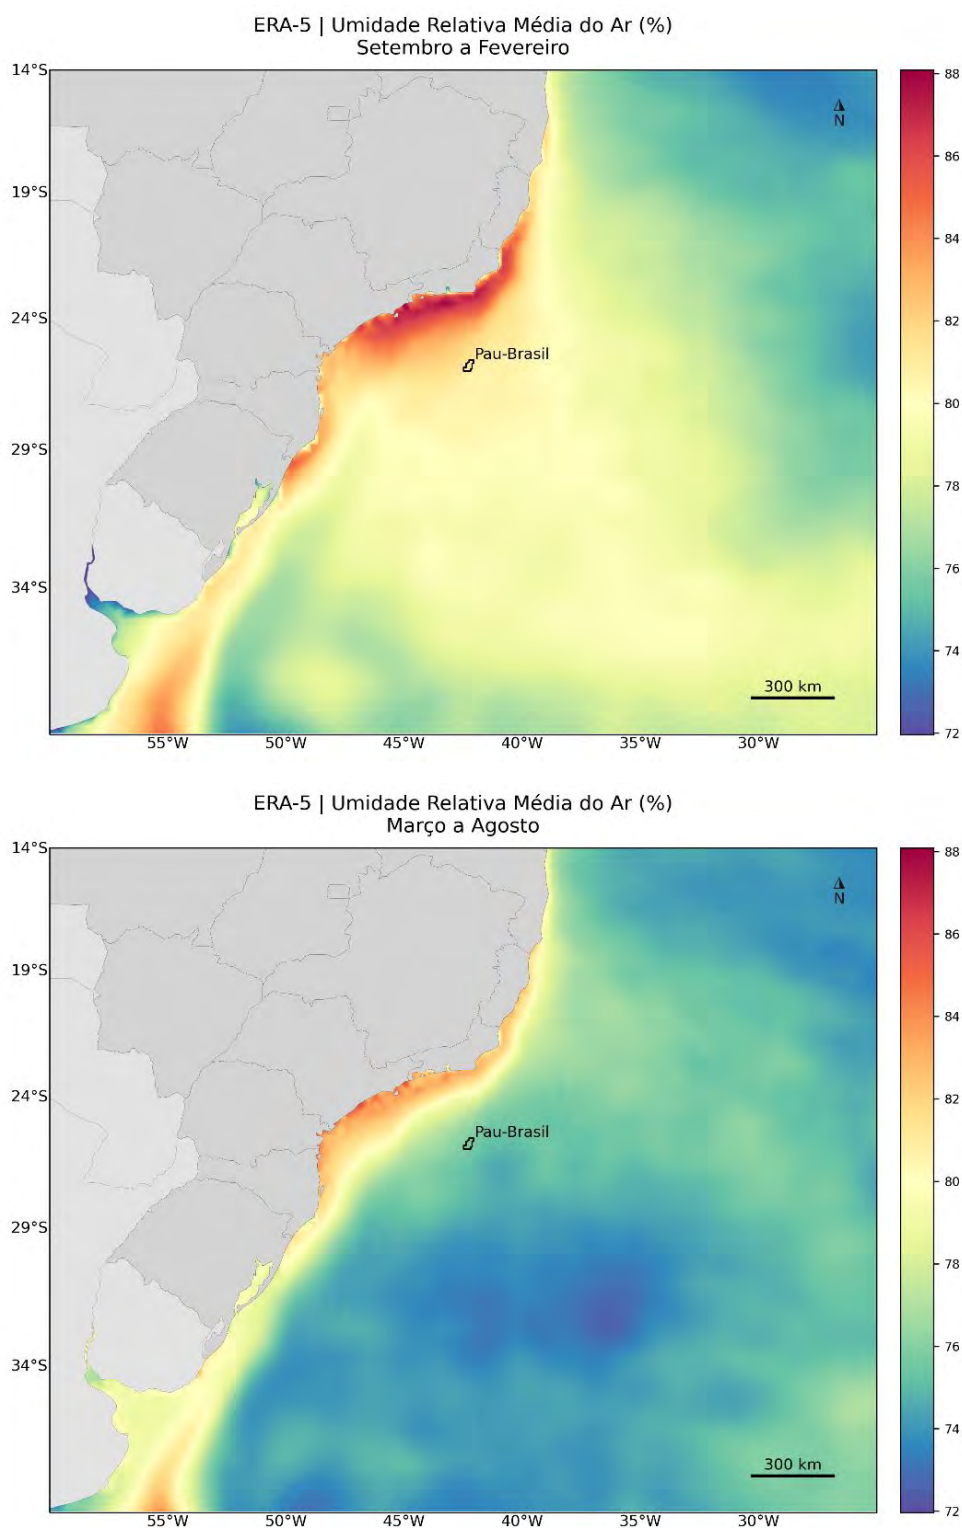 ERA-5 | Umidade Relativa Média do Ar (%)
Setembro a Fevereiro
14°S
19°S
24°S
29°S
34°S
N
Pau-Brasil
300 km
55°W 50°W 45°W 40°W 35°W 30°W
88
86
84
82
80
78
76
74
72
ERA-5 | Umidade Relativa Média do Ar (%)
Março a Agosto
14°S
19°S
24°S
29°S
34°S
N
Pau-Brasil
300 km
55°W 50°W 45°W 40°W 35°W 30°W
88
86
84
82
80
78
76
74
72